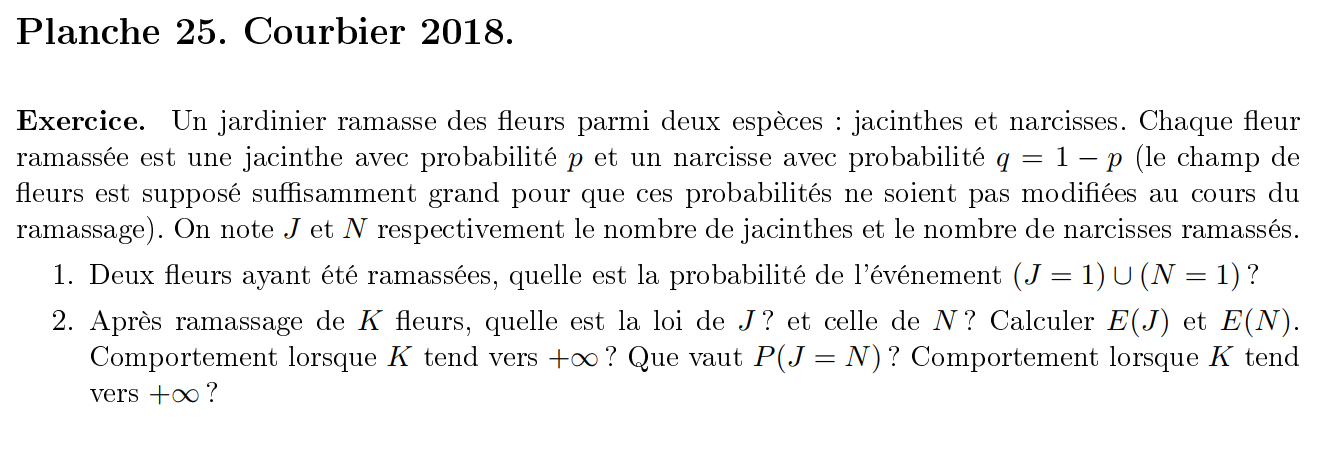 Planche 25. Courbier 2018.
Exercice. Un jardinier ramasse des fleurs parmi deux espèces : jacinthes et narcisses. Chaque fleur
ramassée est une jacinthe avec probabilité p et un narcisse avec probabilité q = 1 − p (le champ de
fleurs est supposé suffisamment grand pour que ces probabilités ne soient pas modifiées au cours du
ramassage). On note J et N respectivement le nombre de jacinthes et le nombre de narcisses ramassés.
1. Deux fleurs ayant été ramassées, quelle est la probabilité de l'événement (J = 1) ∪ (N = 1) ?
2. Après ramassage de K fleurs, quelle est la loi de J ? et celle de N ? Calculer E(J) et E(N).
Comportement lorsque K tend vers +∞ ? Que vaut P(J = N) ? Comportement lorsque K tend
vers +∞ ?